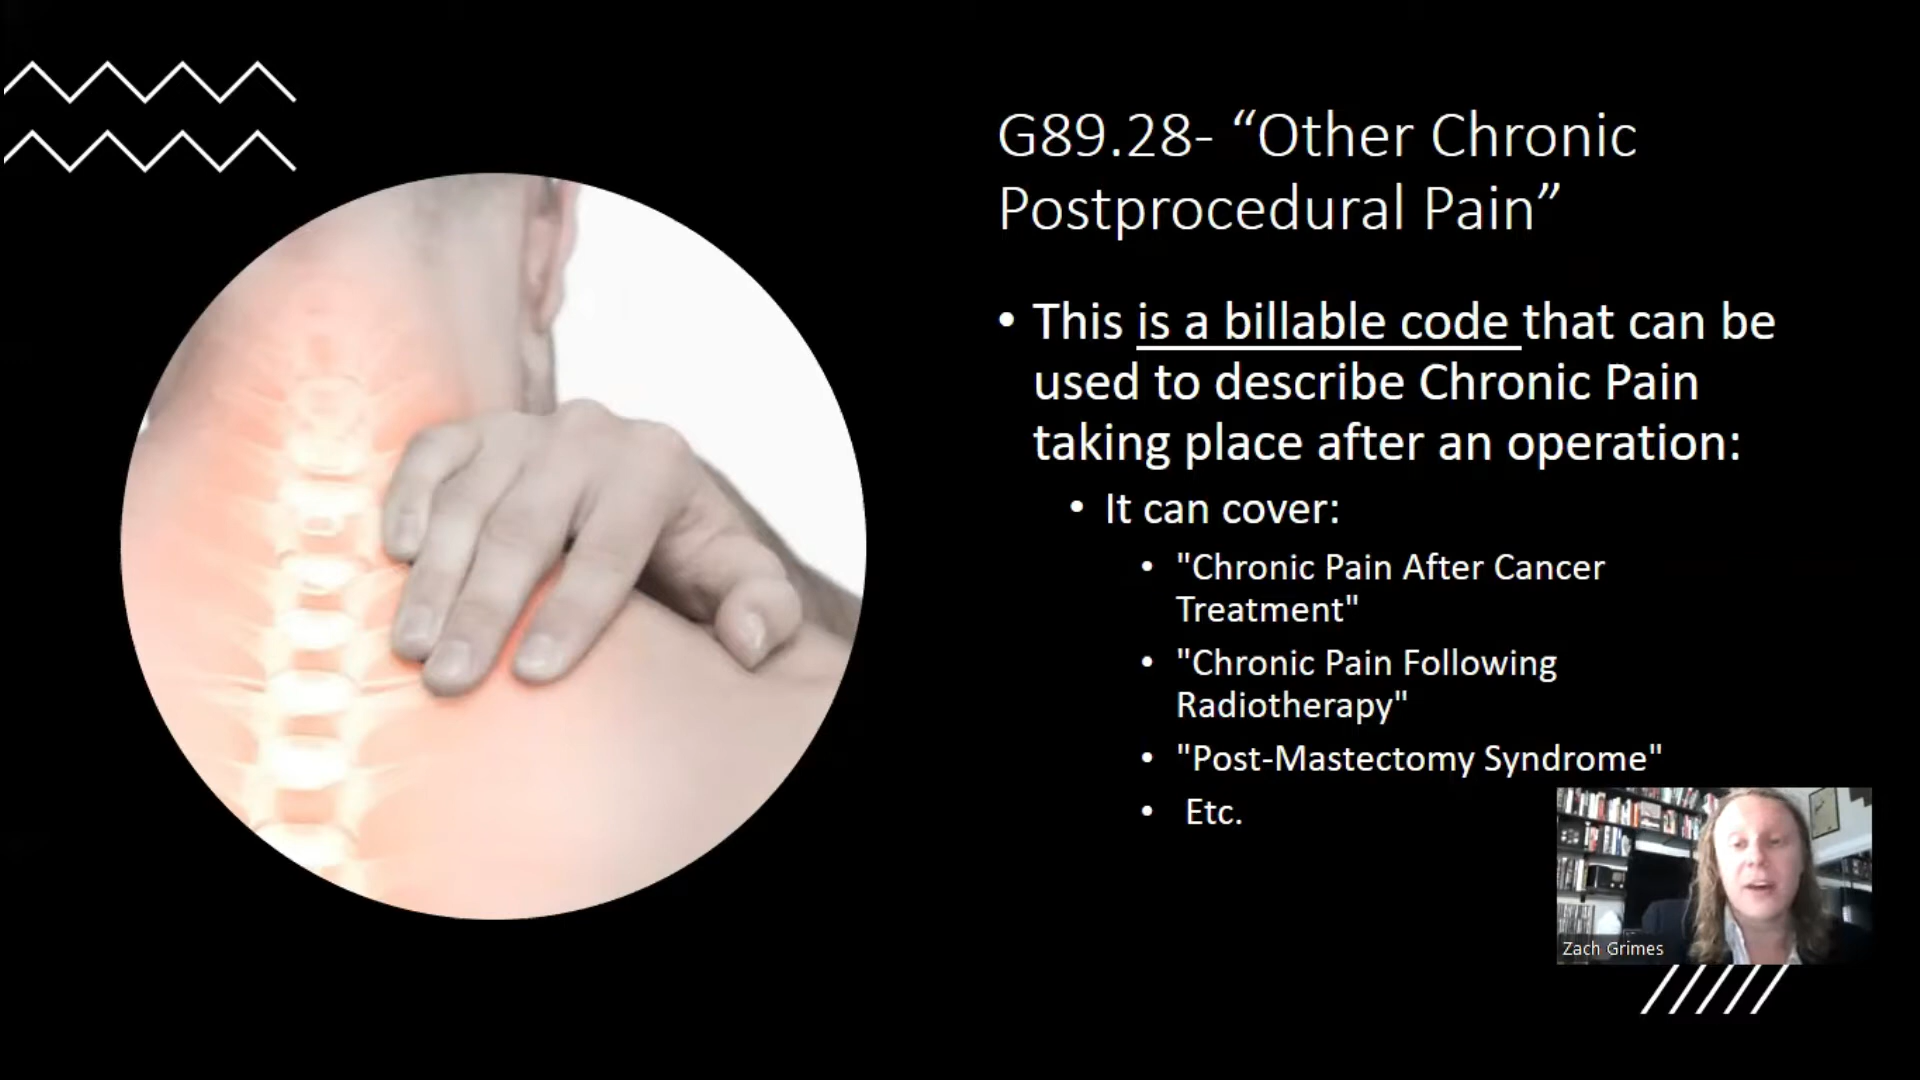 G89.28- “Other Chronic
Postprocedural Pain”
• This is a billable code that can be
used to describe Chronic Pain
taking place after an operation:
• It can cover:
• "Chronic Pain After Cancer
Treatment"
• "Chronic Pain Following
Radiotherapy"
• "Post-Mastectomy Syndrome"
• Etc.
Zach Grimes